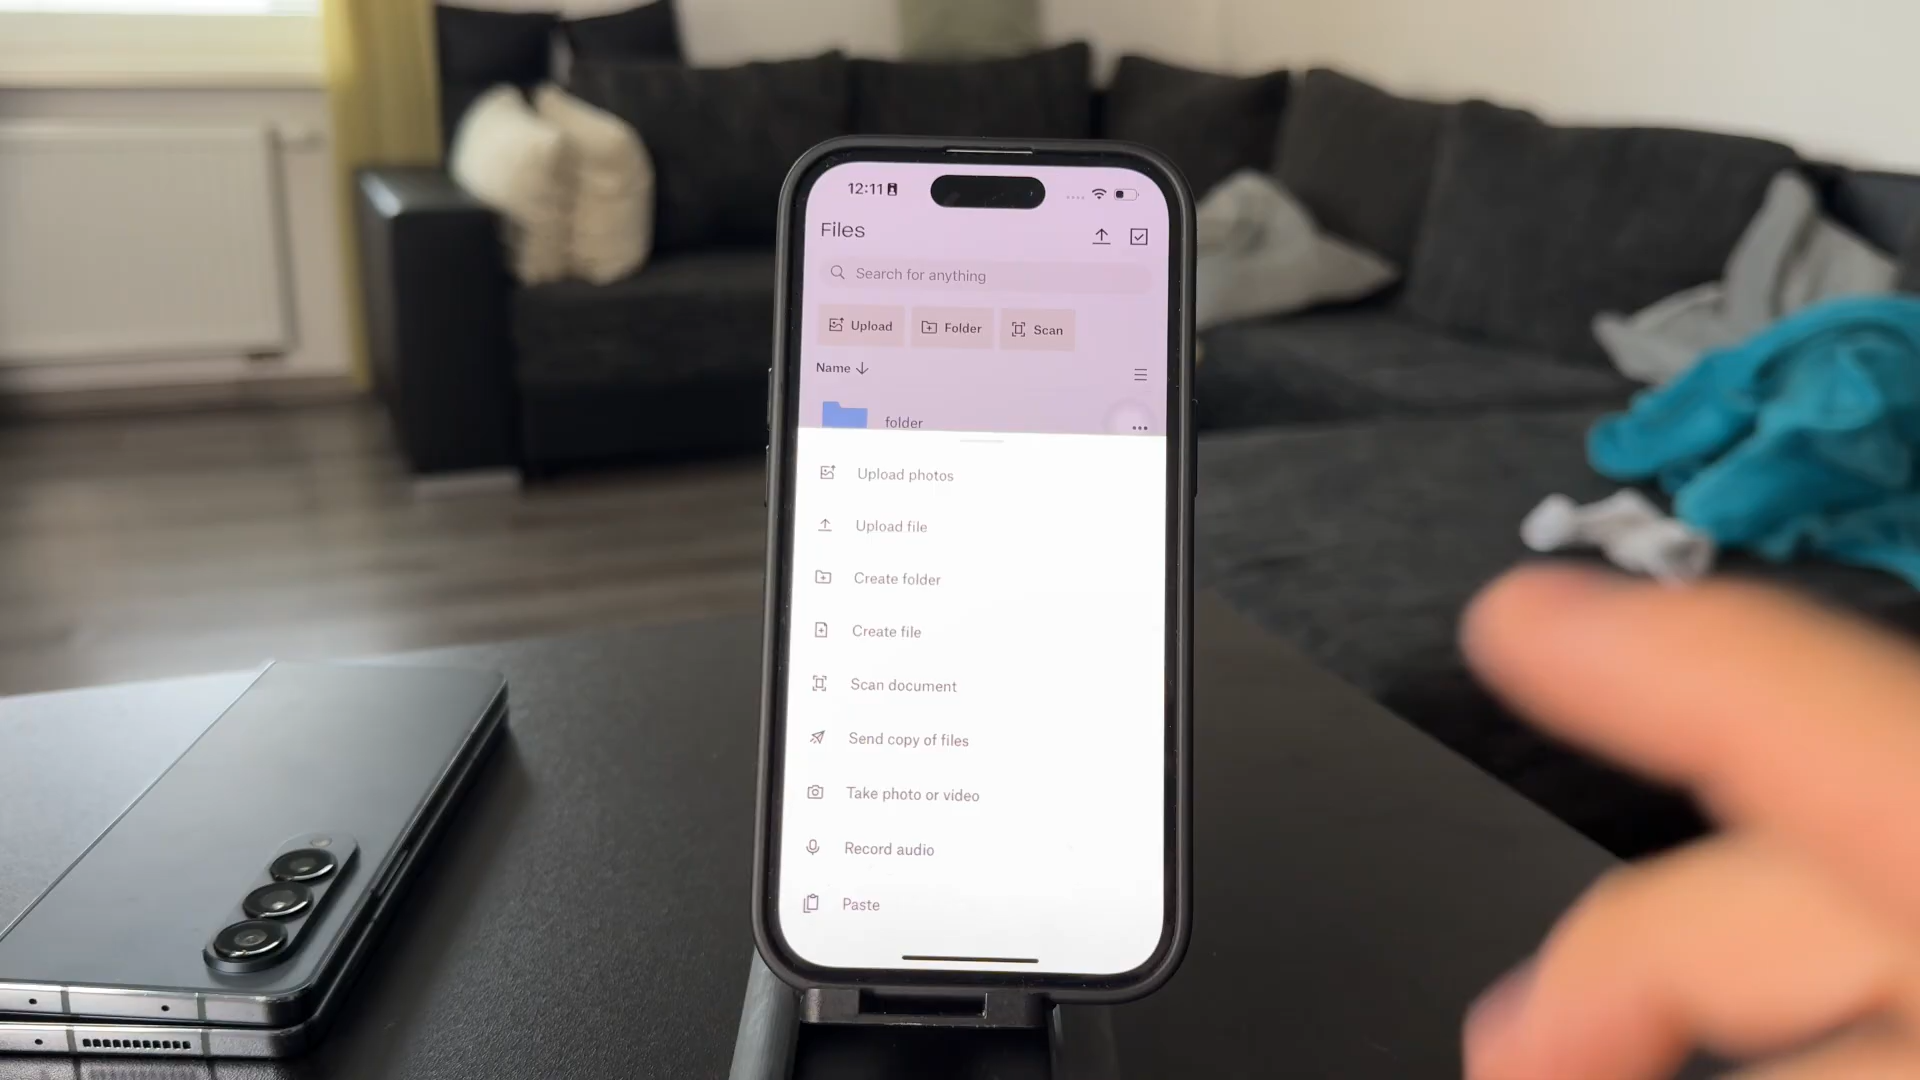 12:11
Files
Search for anything
Upload Folder Scan
Name
folder
Upload photos
Upload file
Create folder
Create file
Scan document
Send copy of files
Take photo or video
Record audio
Paste